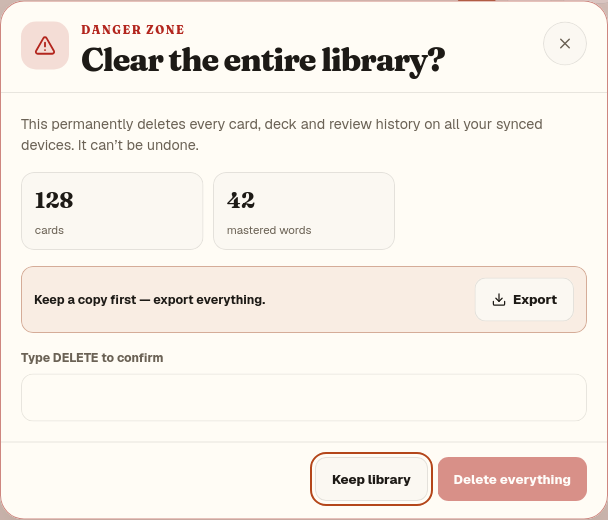 DANGER ZONE
Clear the entire library?
This permanently deletes every card, deck and review history on all your synced
devices. It can’t be undone.
128
cards
42
mastered words
Keep a copy first — export everything.
Export
Type DELETE to confirm
Keep library
Delete everything